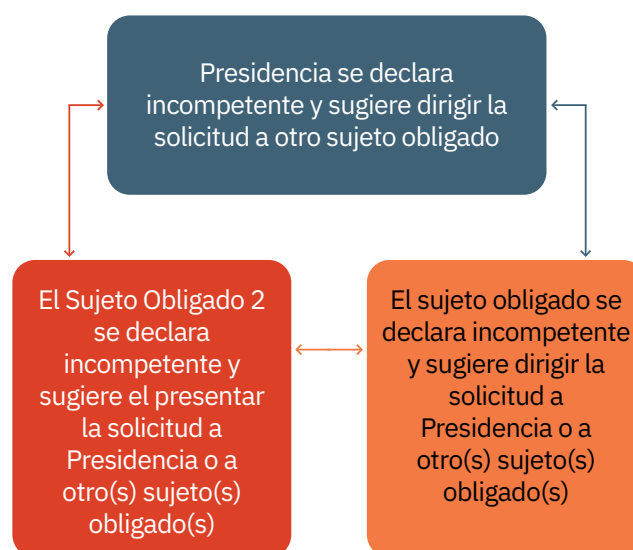 Presidencia se declara
incompetente y sugiere dirigir la
solicitud a otro sujeto obligado
El Sujeto Obligado 2
se declara
incompetente y
sugiere el presentar
la solicitud a
Presidencia o a
otro(s) sujeto(s)
obligado(s)
El sujeto obligado se
declara incompetente
y sugiere dirigir la
solicitud a
Presidencia o a
otro(s) sujeto(s)
obligado(s)